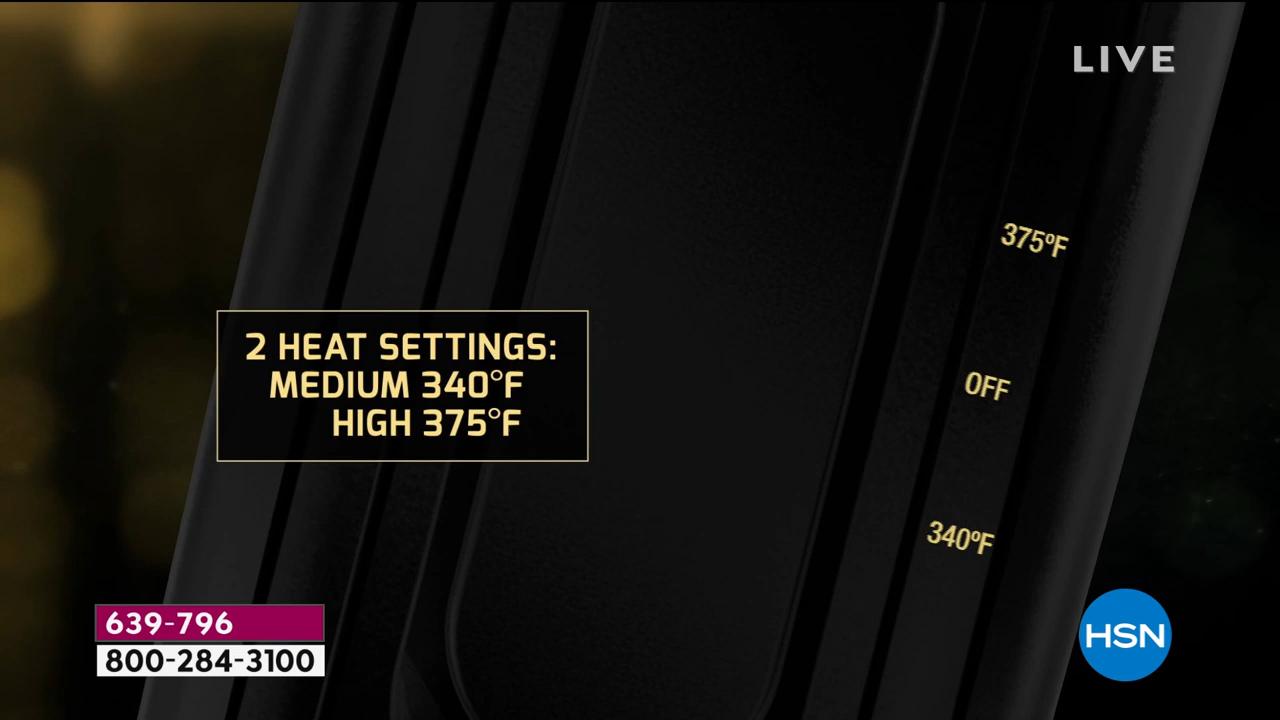 LIVE
375ºF
2 HEAT SETTINGS:
MEDIUM 340°F
HIGH 375°F
OFF
340ºF
639-796
800-284-3100
HSN